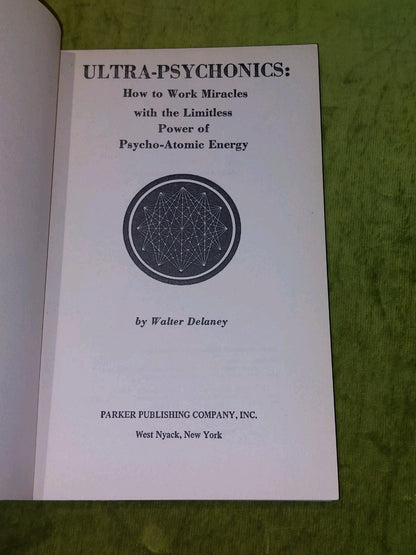 ULTRA-PSYCHONICS:
How to Work Miracles
with the Limitless
Power of
Psycho-Atomic Energy
by Walter Delaney
PARKER PUBLISHING COMPANY, INC.
West Nyack, New York